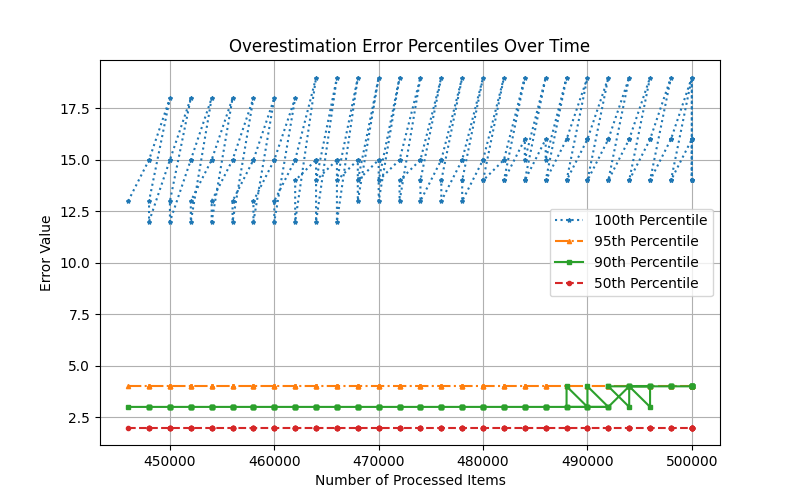 Overestimation Error Percentiles Over Time
Error Value
17.5
15.0
12.5
10.0
7.5
5.0
2.5
100th Percentile
95th Percentile
90th Percentile
50th Percentile
450000 460000 470000 480000 490000 500000
Number of Processed Items